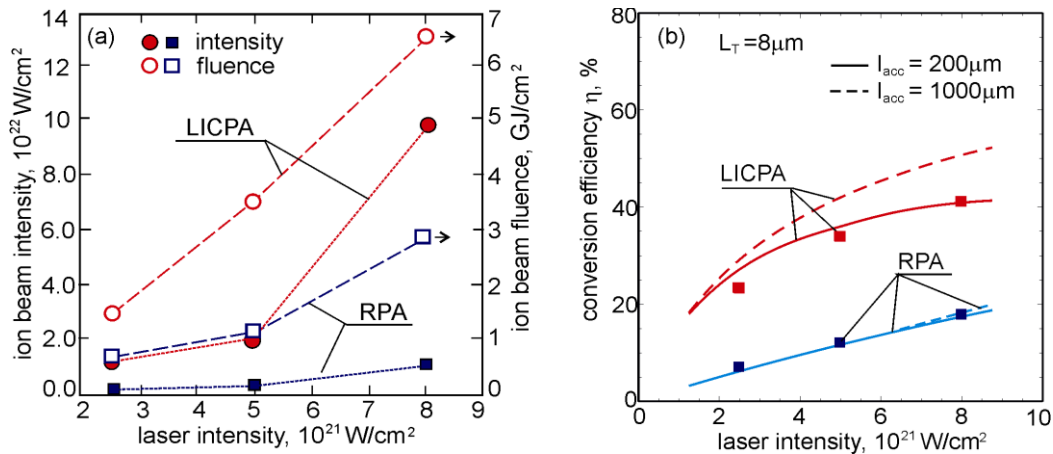 (a)
intensity
fluence
LICPA
RPA
14
12
10
8.0
6.0
4.0
2.0
0.0
7
6
5
4
3
2
1
0
2 3 4 5 6 7 8 9
ion beam intensity, 10²² W/cm²
ion beam fluence, GJ/cm²
laser intensity, 10²¹ W/cm²
(b)
L_T =8μm
l_acc = 200μm
l_acc = 1000μm
LICPA
RPA
80
60
40
20
0
0 2 4 6 8 10
conversion efficiency η, %
laser intensity, 10²¹ W/cm²